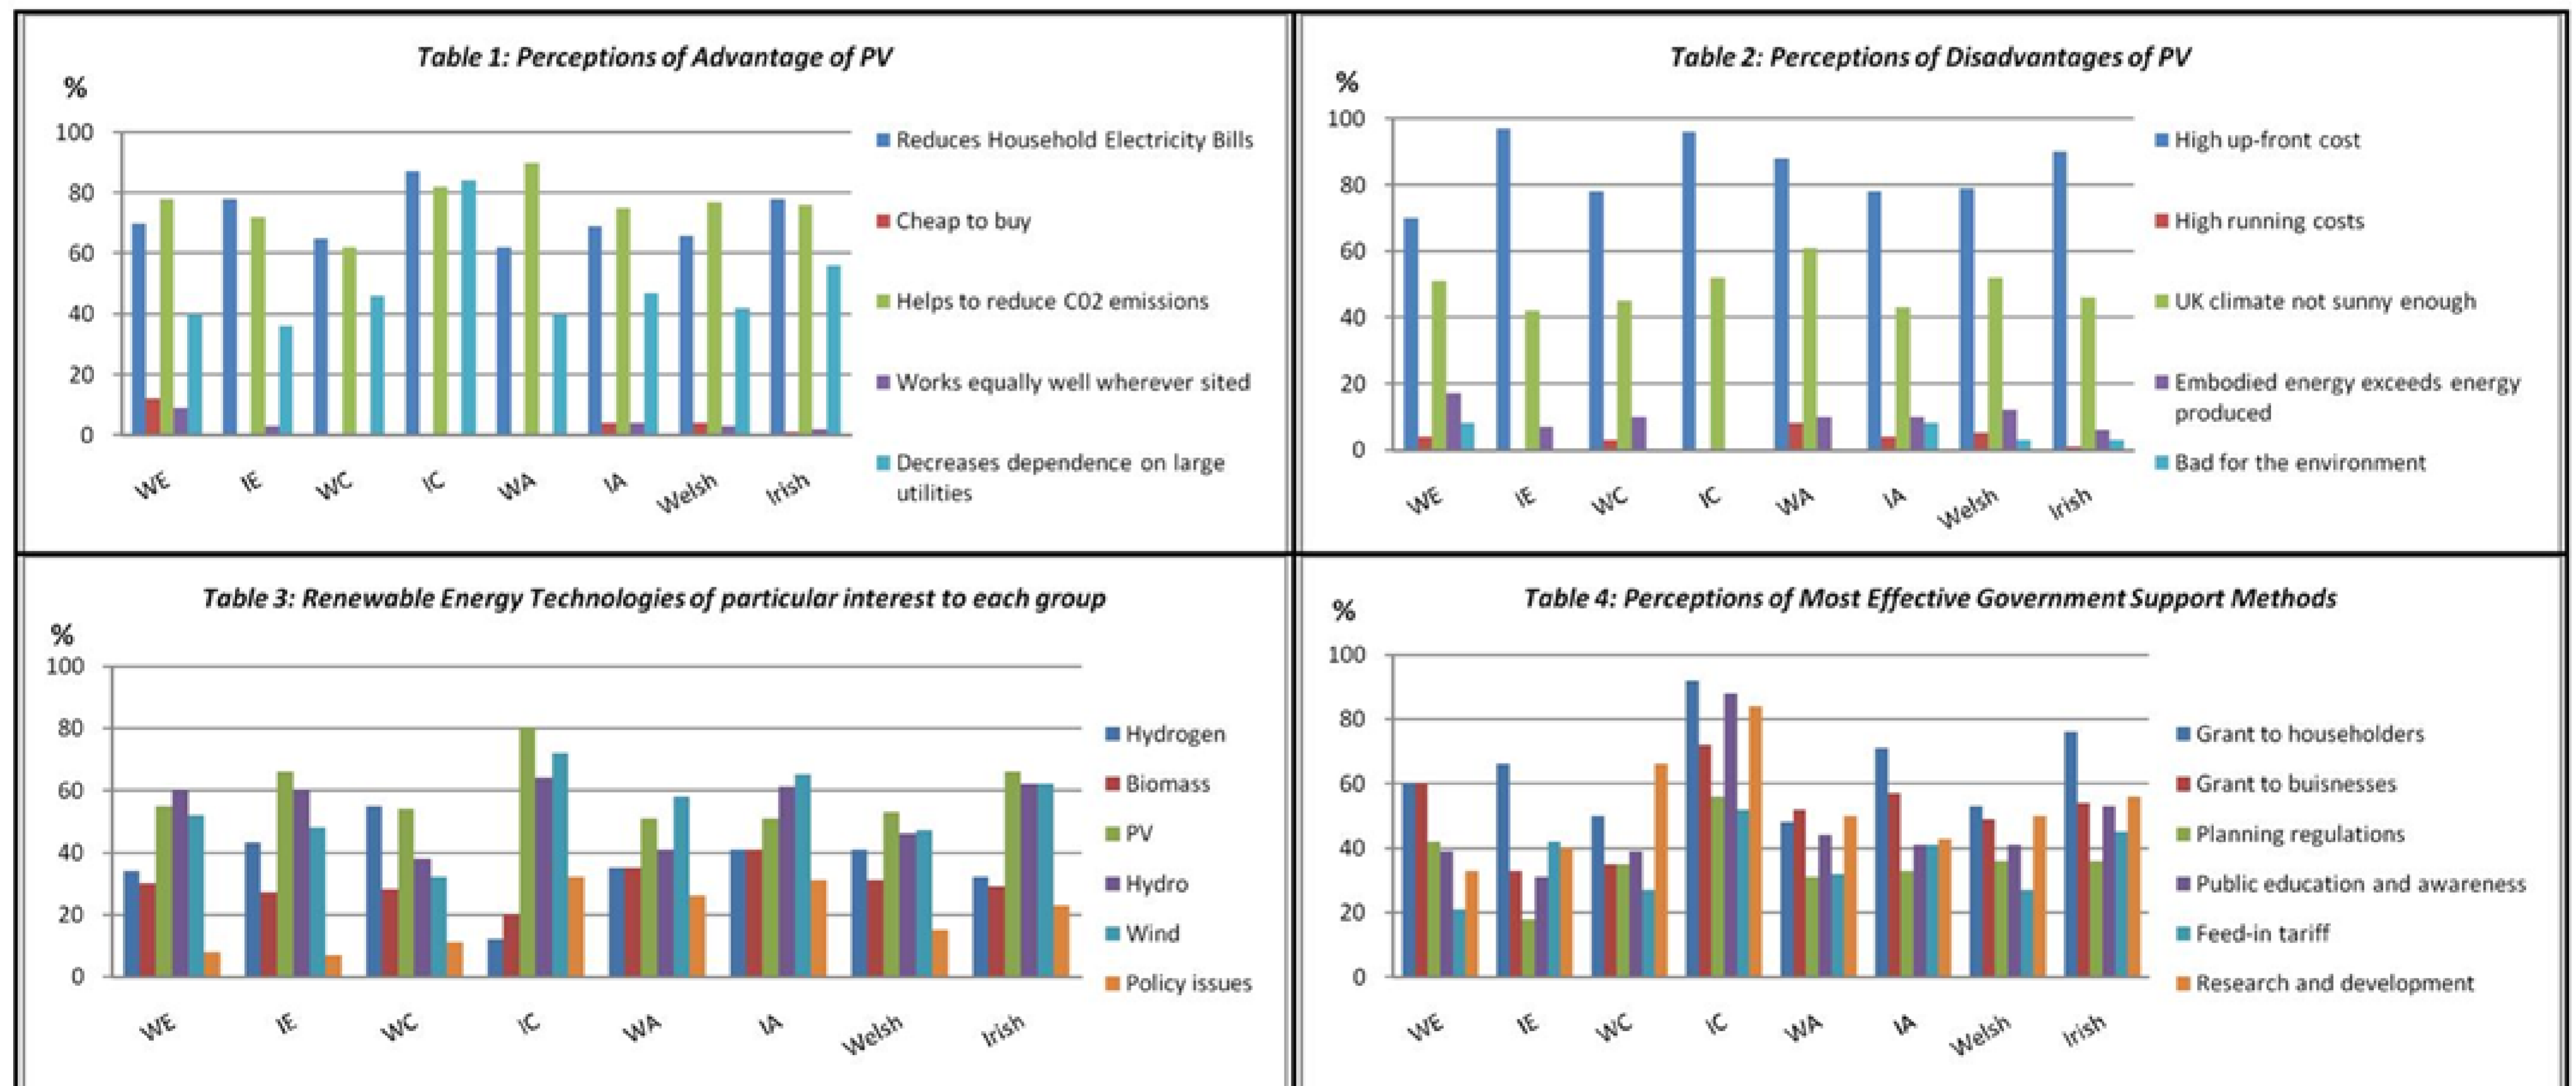 Table 1: Perceptions of Advantage of PV
%
100
80
60
40
20
0
WE IE WC IC WA IA Welsh Irish
Reduces Household Electricity Bills
Cheap to buy
Helps to reduce C02 emissions
Works equally well wherever sited
Decreases dependence on large
utilities
Table 2: Perceptions of Disadvantages of PV
%
100
80
60
40
20
0
WE IE WC IC WA IA Welsh Irish
High up-front cost
High running costs
UK climate not sunny enough
Embodied energy exceeds energy
produced
Bad for the environment
Table 3: Renewable Energy Technologies of particular interest to each group
%
100
80
60
40
20
0
WE IE WC IC WA IA Welsh Irish
Hydrogen
Biomass
PV
Hydro
Wind
Policy issues
Table 4: Perceptions of Most Effective Government Support Methods
%
100
80
60
40
20
0
WE IE WC IC WA IA Welsh Irish
Grant to householders
Grant to buisnesses
Planning regulations
Public education and awareness
Feed-in tariff
Research and development